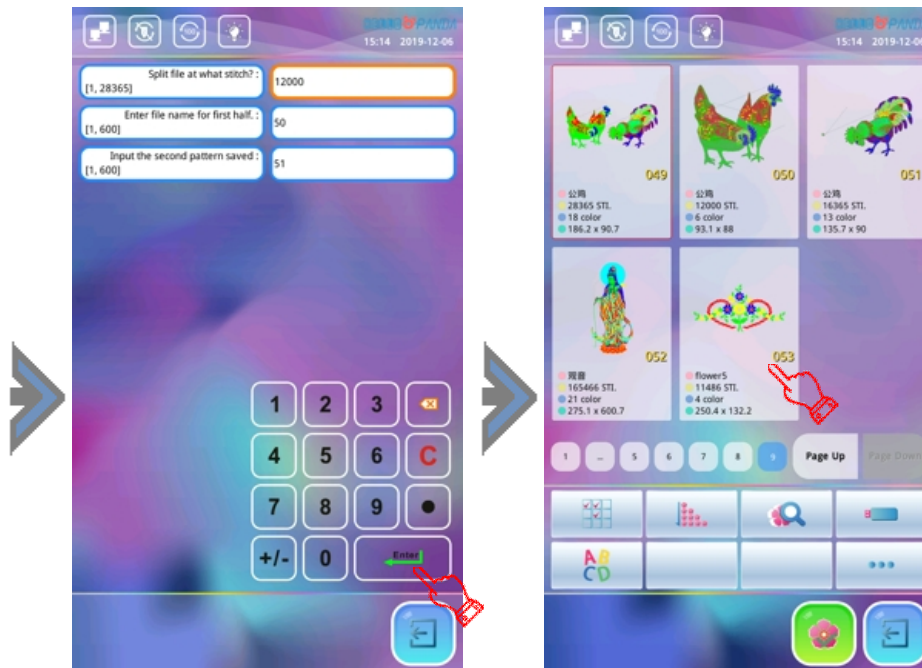 PANDA
15:14 2019-12-06
Split file at what stitch? :
[1, 28365]
12000
Enter file name for first half. :
[1, 600]
50
Input the second pattern saved :
[1, 600]
51
1 2 3
4 5 6 C
7 8 9
+/- 0 Enter
PANDA
15:14 2019-12-06
049
公鸡
28365 STI.
18 color
186.2 x 90.7
050
公鸡
12000 STI.
6 color
93.1 x 88
051
公鸡
16365 STI.
13 color
135.7 x 90
052
观音
165466 STI.
21 color
275.1 x 600.7
053
flower5
11486 STI.
4 color
250.4 x 132.2
1 ... 5 6 7 8 9 Page Up Page Down
A B
C D